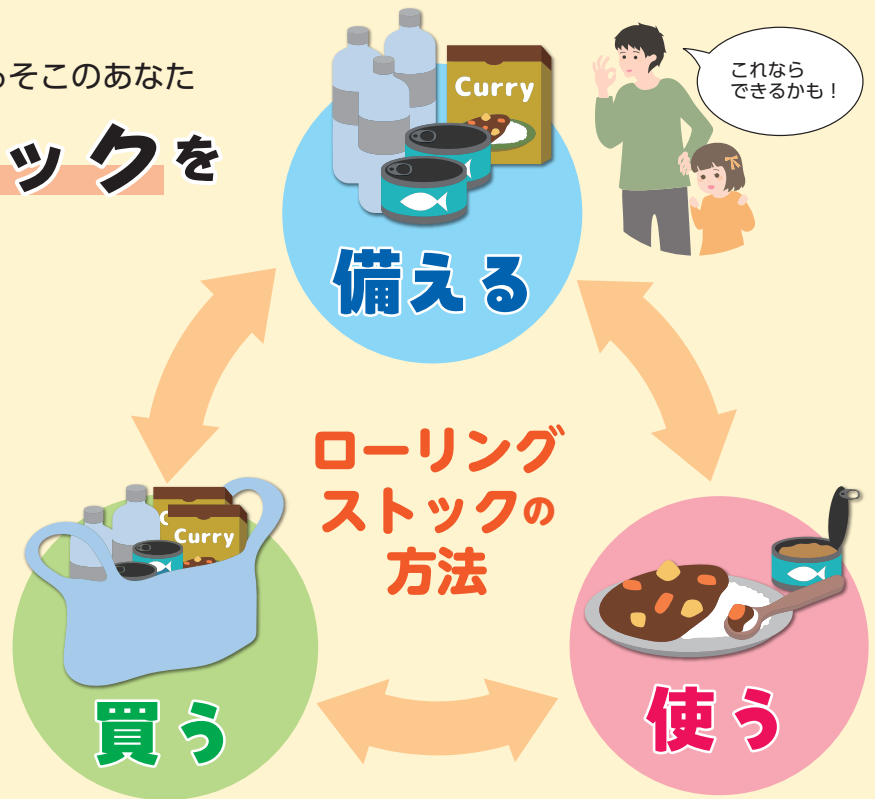 そこのあなた
ックを
Curry
これなら
できるかも！
備える
ローリング
ストックの
方法
Curry
買う
使う